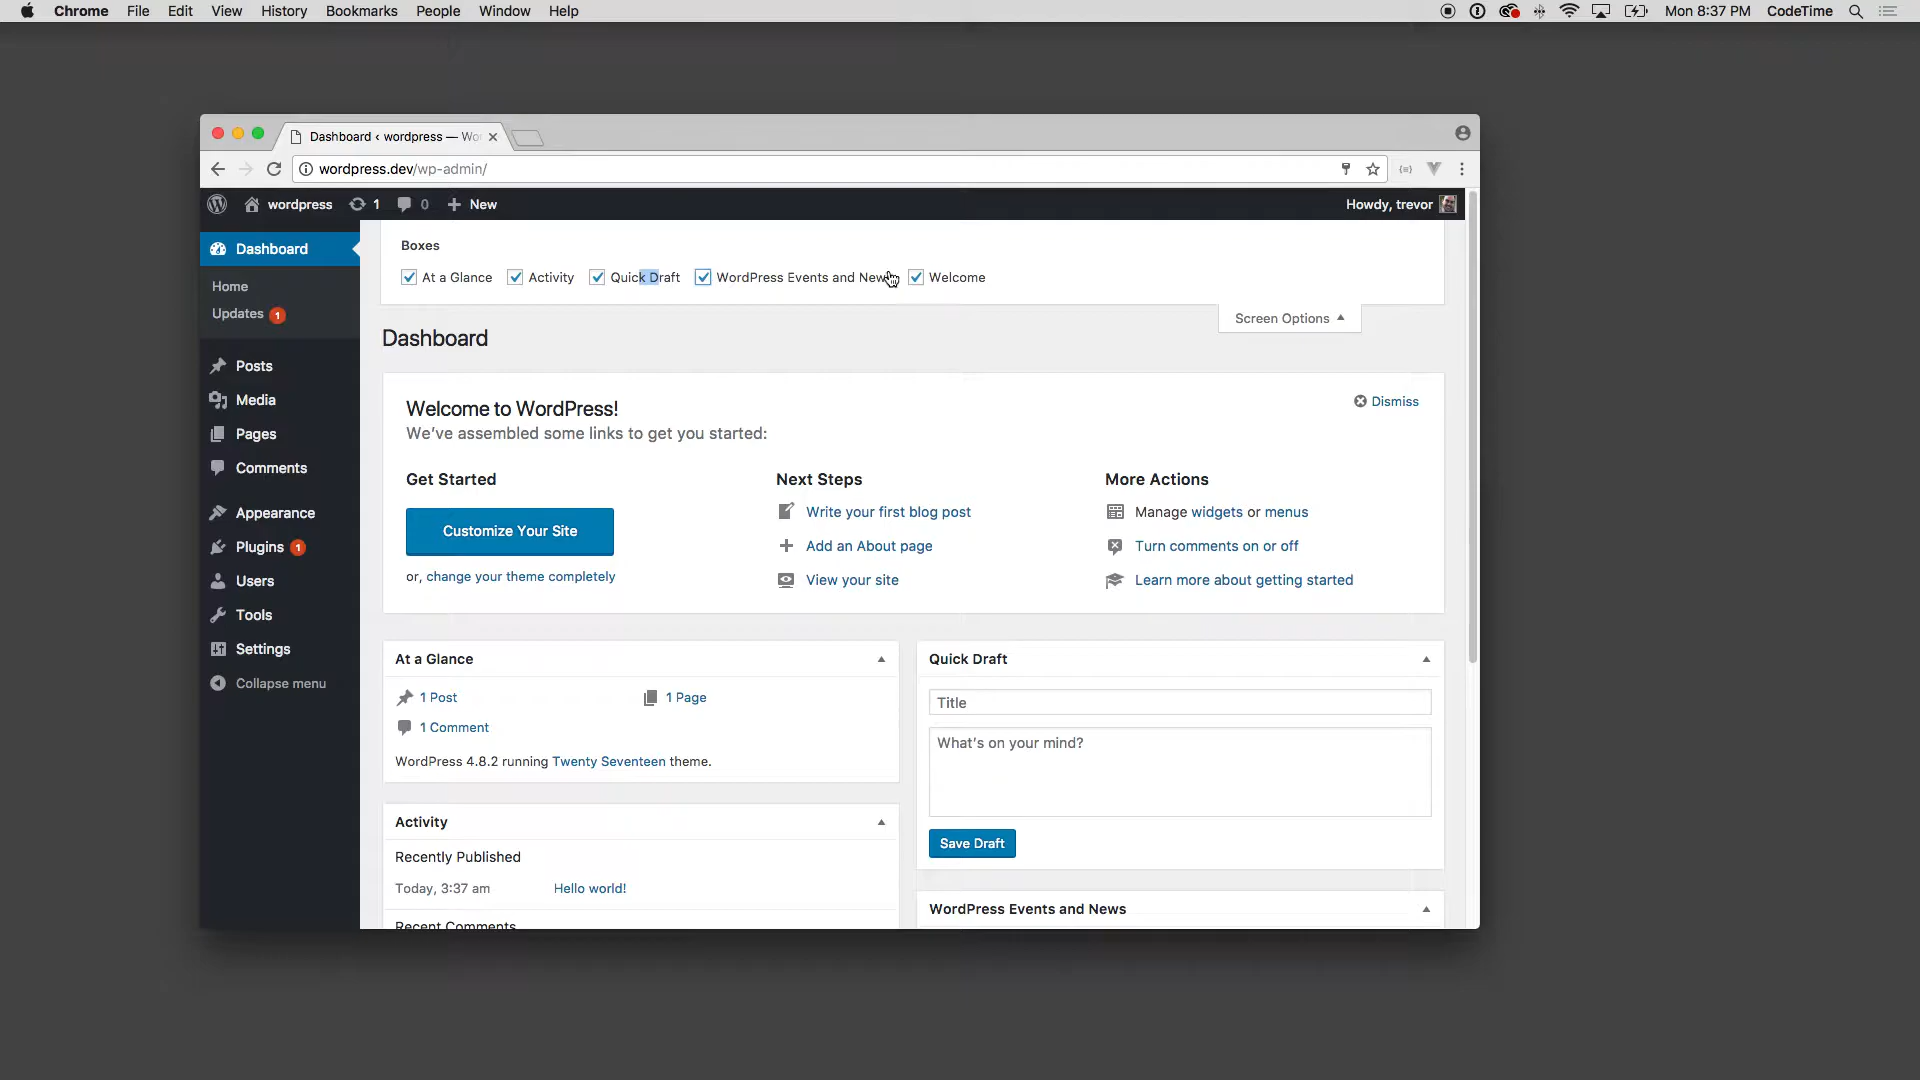 Chrome File Edit View History Bookmarks People Window Help Mon 8:37 PM CodeTime
Dashboard ‹ wordpress — Wo
wordpress.dev/wp-admin/
wordpress 1 0 New Howdy, trevor
Dashboard
Home
Updates 1
Posts
Media
Pages
Comments
Appearance
Plugins 1
Users
Tools
Settings
Collapse menu
Boxes
At a Glance Activity Quick Draft WordPress Events and News Welcome
Screen Options
Dashboard
Welcome to WordPress!
Dismiss
We’ve assembled some links to get you started:
Get Started
Customize Your Site
or, change your theme completely
Next Steps
Write your first blog post
Add an About page
View your site
More Actions
Manage widgets or menus
Turn comments on or off
Learn more about getting started
At a Glance
1 Post 1 Page
1 Comment
WordPress 4.8.2 running Twenty Seventeen theme.
Activity
Recently Published
Today, 3:37 am Hello world!
Recent Comments
Quick Draft
Title
What’s on your mind?
Save Draft
WordPress Events and News